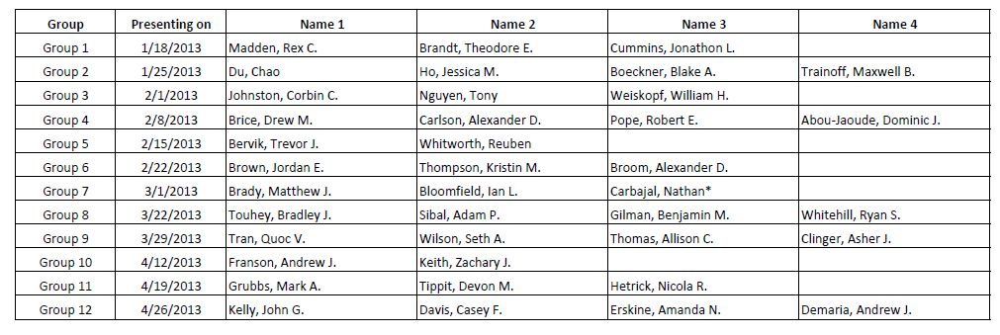 Group Presenting on Name 1 Name 2 Name 3 Name 4
Group 1 1/18/2013 Madden, Rex C. Brandt, Theodore E. Cummins, Jonathon L.
Group 2 1/25/2013 Du, Chao Ho, Jessica M. Boeckner, Blake A. Trainoff, Maxwell B.
Group 3 2/1/2013 Johnston, Corbin C. Nguyen, Tony Weiskopf, William H.
Group 4 2/8/2013 Brice, Drew M. Carlson, Alexander D. Pope, Robert E. Abou-Jaoude, Dominic J.
Group 5 2/15/2013 Bervik, Trevor J. Whitworth, Reuben
Group 6 2/22/2013 Brown, Jordan E. Thompson, Kristin M. Broom, Alexander D.
Group 7 3/1/2013 Brady, Matthew J. Bloomfield, Ian L. Carbajal, Nathan*
Group 8 3/22/2013 Touhey, Bradley J. Sibal, Adam P. Gilman, Benjamin M. Whitehill, Ryan S.
Group 9 3/29/2013 Tran, Quoc V. Wilson, Seth A. Thomas, Allison C. Clinger, Asher J.
Group 10 4/12/2013 Franson, Andrew J. Keith, Zachary J.
Group 11 4/19/2013 Grubbs, Mark A. Tippit, Devon M. Hetrick, Nicola R.
Group 12 4/26/2013 Kelly, John G. Davis, Casey F. Erskine, Amanda N. Demaria, Andrew J.